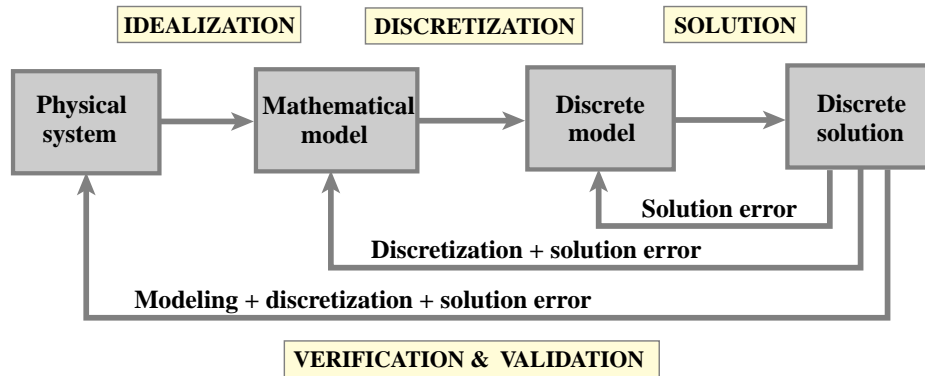 IDEALIZATION
DISCRETIZATION
SOLUTION
Physical
system
Mathematical
model
Discrete
model
Discrete
solution
Solution error
Discretization + solution error
Modeling + discretization + solution error
VERIFICATION & VALIDATION